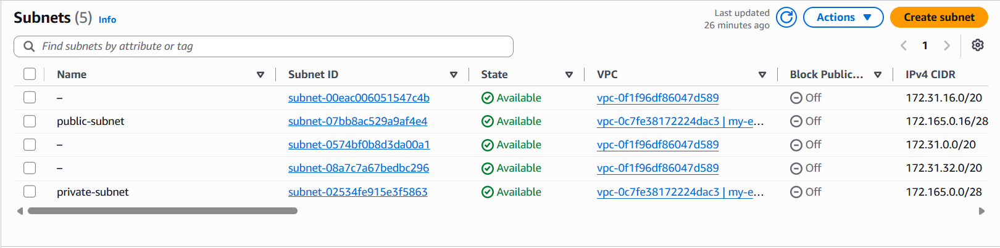 Subnets (5) Info
Last updated
26 minutes ago
Actions
Create subnet
Find subnets by attribute or tag
1
Name Subnet ID State VPC Block Public... IPv4 CIDR
– subnet-00eac006051547c4b Available vpc-0f1f96df86047d589 Off 172.31.16.0/20
public-subnet subnet-07bb8ac529a9af4e4 Available vpc-0c7fe38172224dac3 | my-e... Off 172.165.0.16/28
– subnet-0574bf0b8d3da00a1 Available vpc-0f1f96df86047d589 Off 172.31.0.0/20
– subnet-08a7c7a67bedbc296 Available vpc-0f1f96df86047d589 Off 172.31.32.0/20
private-subnet subnet-02534fe915e3f5863 Available vpc-0c7fe38172224dac3 | my-e... Off 172.165.0.0/28